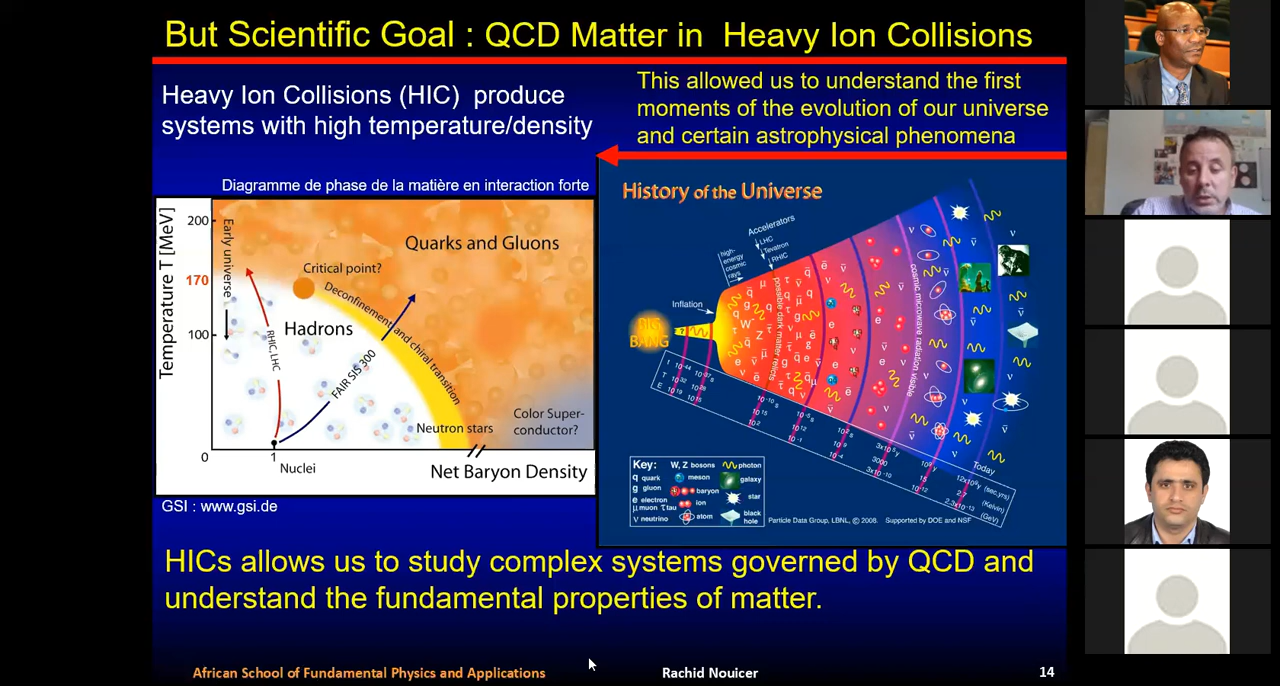 But Scientific Goal : QCD Matter in Heavy Ion Collisions
Heavy Ion Collisions (HIC) produce
systems with high temperature/density
This allowed us to understand the first
moments of the evolution of our universe
and certain astrophysical phenomena
Diagramme de phase de la matière en interaction forte
Temperature T [MeV]
200
170
100
0
Early universe
Quarks and Gluons
Critical point?
Deconfinement and chiral transition
Hadrons
RHIC, LHC
FAIR SIS 300
Color Super-
conductor?
Neutron stars
1
Nuclei
Net Baryon Density
GSI : www.gsi.de
History of the Universe
Accelerators
LHC
Tevatron
RHIC
high-
energy
cosmic
rays
Inflation
BIG
BANG
possible dark matter relicts
cosmic microwave radiation visible
Today
(sec,yrs)
(Kelvin)
(GeV)
Key:
q quark
g gluon
e electron
μ muon τ tau
ν neutrino
W, Z bosons
meson
baryon
ion
atom
photon
galaxy
star
black
hole
Particle Data Group, LBNL, © 2008. Supported by DOE and NSF
HICs allows us to study complex systems governed by QCD and
understand the fundamental properties of matter.
African School of Fundamental Physics and Applications
Rachid Nouicer
14